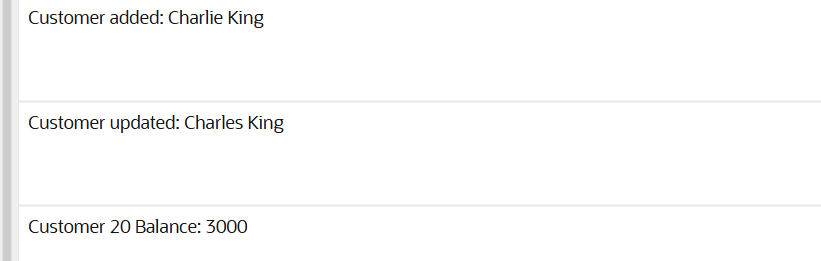 Customer added: Charlie King
Customer updated: Charles King
Customer 20 Balance: 3000